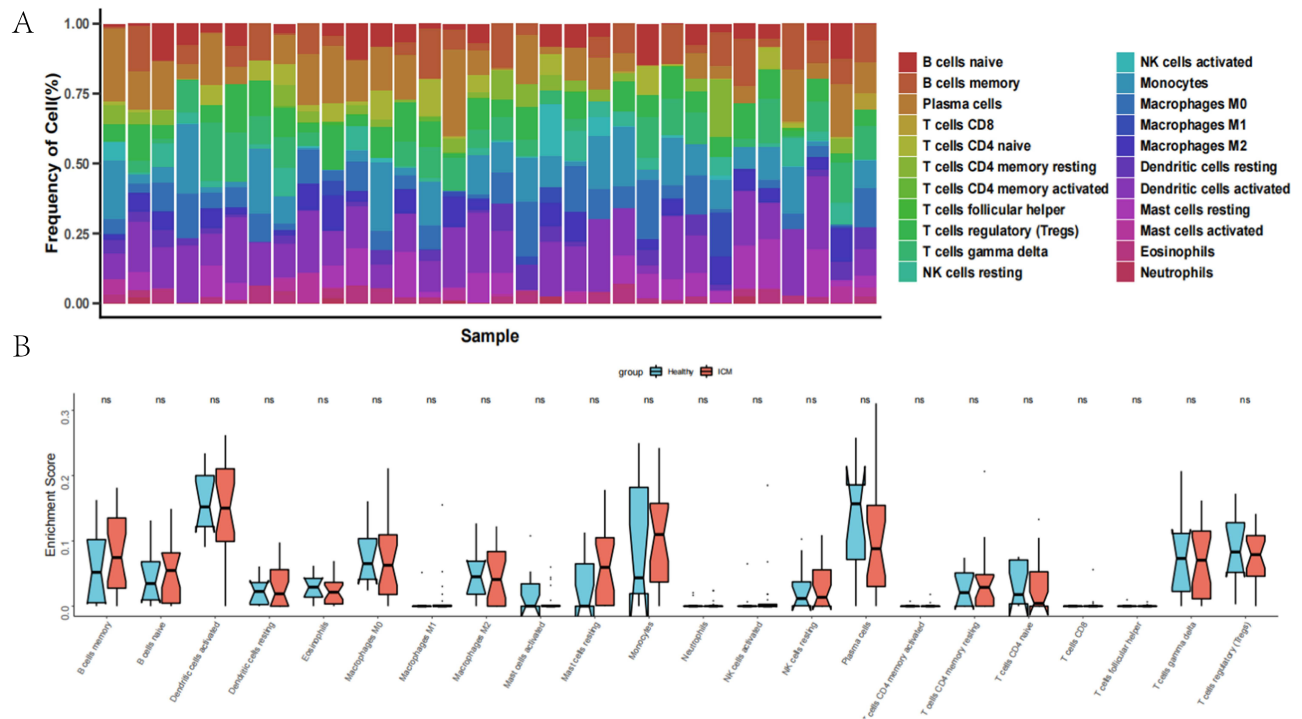 A
1.00
0.75
0.50
0.25
0.00
Frequency of Cell(%)
Sample
B cells naive
B cells memory
Plasma cells
T cells CD8
T cells CD4 naive
T cells CD4 memory resting
T cells CD4 memory activated
T cells follicular helper
T cells regulatory (Tregs)
T cells gamma delta
NK cells resting
NK cells activated
Monocytes
Macrophages M0
Macrophages M1
Macrophages M2
Dendritic cells resting
Dendritic cells activated
Mast cells resting
Mast cells activated
Eosinophils
Neutrophils
B
group Healthy ICM
ns ns ns ns ns ns ns ns ns ns ns ns ns ns ns ns ns ns ns ns ns ns
0.3
0.2
0.1
0.0
Enrichment Score
B cells memory
B cells naive
Dendritic cells activated
Dendritic cells resting
Eosinophils
Macrophages M0
Macrophages M1
Macrophages M2
Mast cells activated
Mast cells resting
Monocytes
Neutrophils
NK cells activated
NK cells resting
Plasma cells
T cells CD4 memory activated
T cells CD4 memory resting
T cells CD4 naive
T cells CD8
T cells follicular helper
T cells gamma delta
T cells regulatory (Tregs)